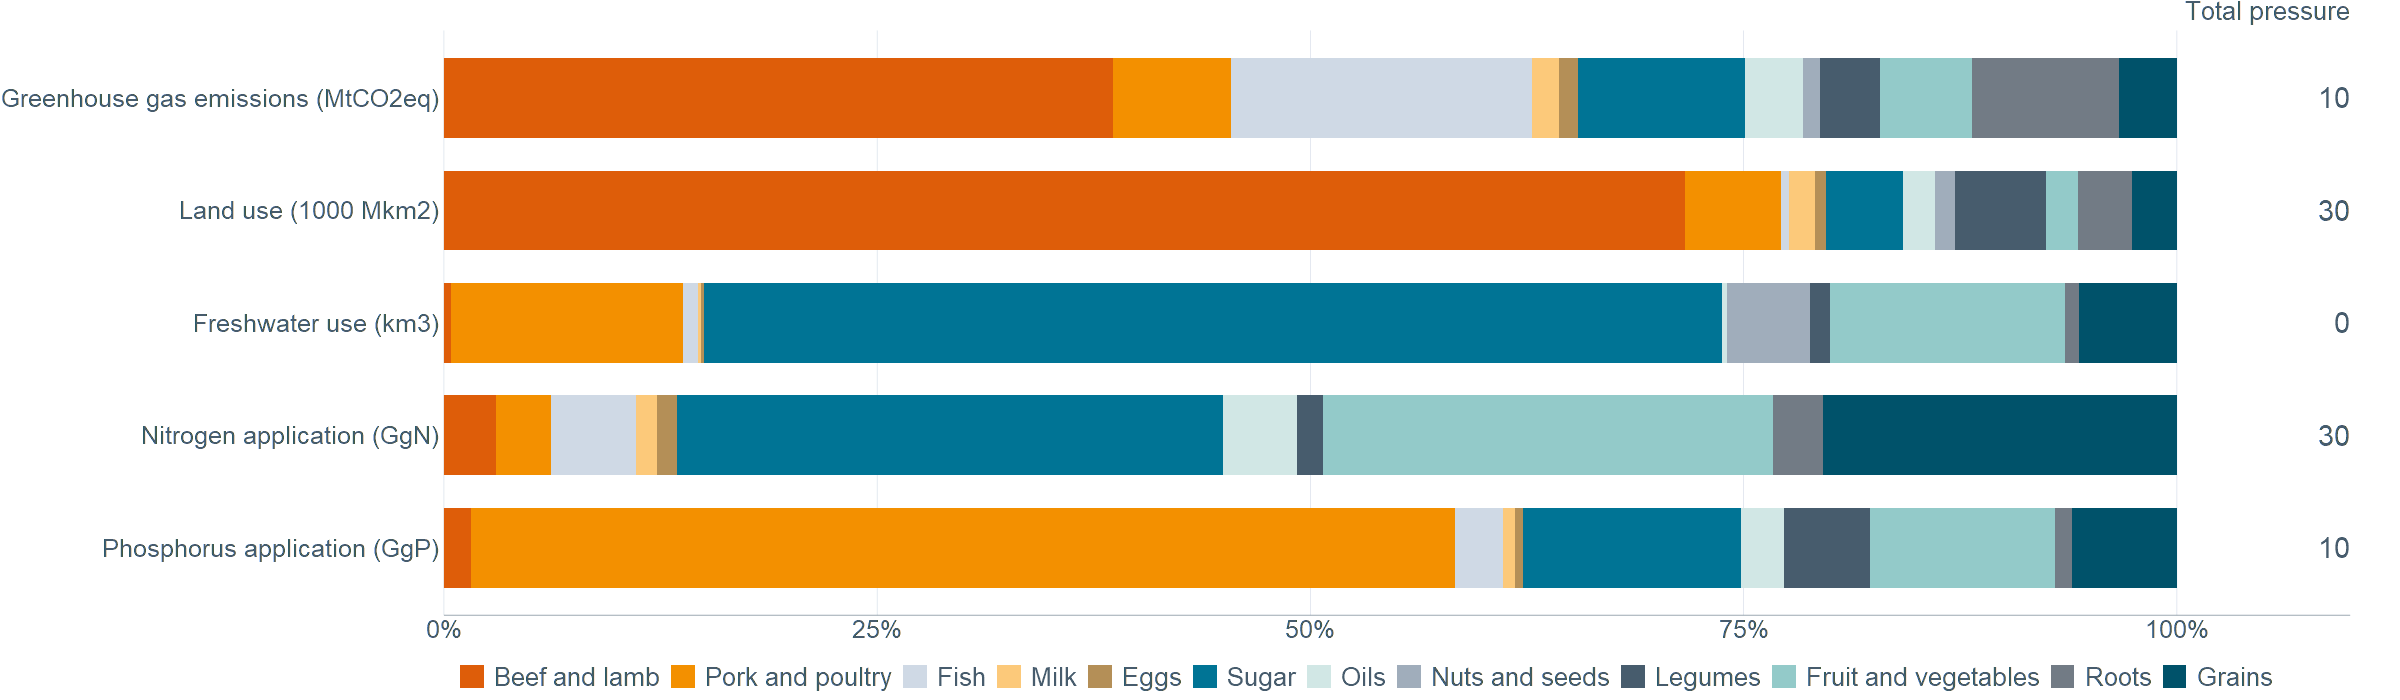 Total pressure
Greenhouse gas emissions (MtCO2eq) 10
Land use (1000 Mkm2) 30
Freshwater use (km3) 0
Nitrogen application (GgN) 30
Phosphorus application (GgP) 10
0% 25% 50% 75% 100%
Beef and lamb Pork and poultry Fish Milk Eggs Sugar Oils Nuts and seeds Legumes Fruit and vegetables Roots Grains